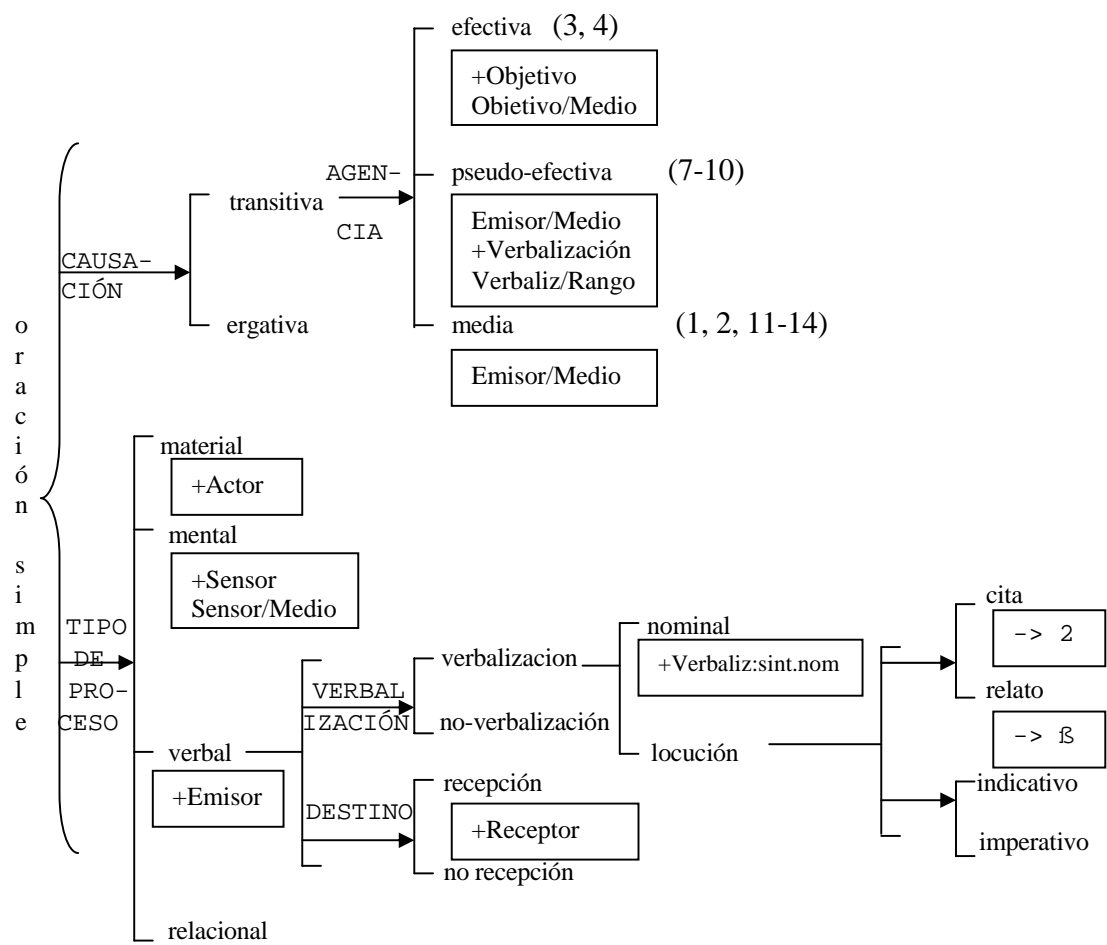 efectiva (3, 4)
+Objetivo
Objetivo/Medio
AGEN-
CIA
pseudo-efectiva (7-10)
transitiva
Emisor/Medio
+Verbalización
Verbaliz/Rango
CAUSA-
CIÓN
ergativa
media (1, 2, 11-14)
Emisor/Medio
oración simple
material
+Actor
mental
+Sensor
Sensor/Medio
TIPO
DE
PRO-
CESO
verbal
+Emisor
relacional
VERBAL
IZACIÓN
verbalizacion
no-verbalización
DESTINO
recepción
+Receptor
no recepción
nominal
+Verbaliz:sint.nom
locución
cita
-> 2
relato
-> ß
indicativo
imperativo